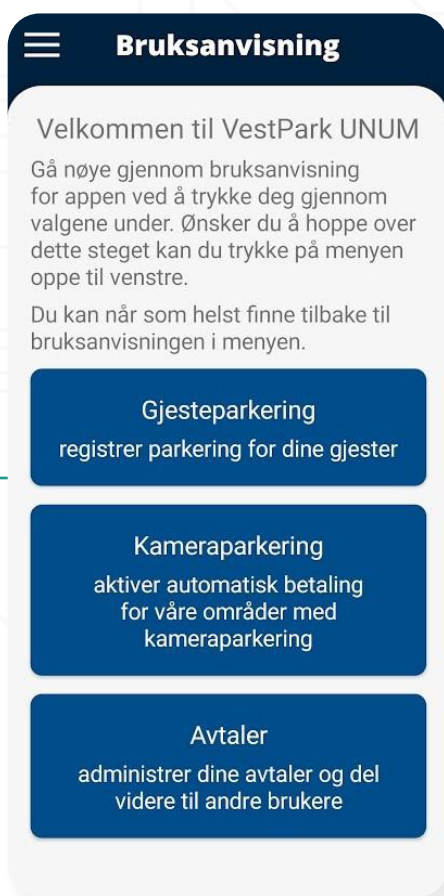 Bruksanvisning
Velkommen til VestPark UNUM
Gå nøye gjennom bruksanvisning
for appen ved å trykke deg gjennom
valgene under. Ønsker du å hoppe over
dette steget kan du trykke på menyen
oppe til venstre.
Du kan når som helst finne tilbake til
bruksanvisningen i menyen.
Gjesteparkering
registrer parkering for dine gjester
Kameraparkering
aktiver automatisk betaling
for våre områder med
kameraparkering
Avtaler
administrer dine avtaler og del
videre til andre brukere